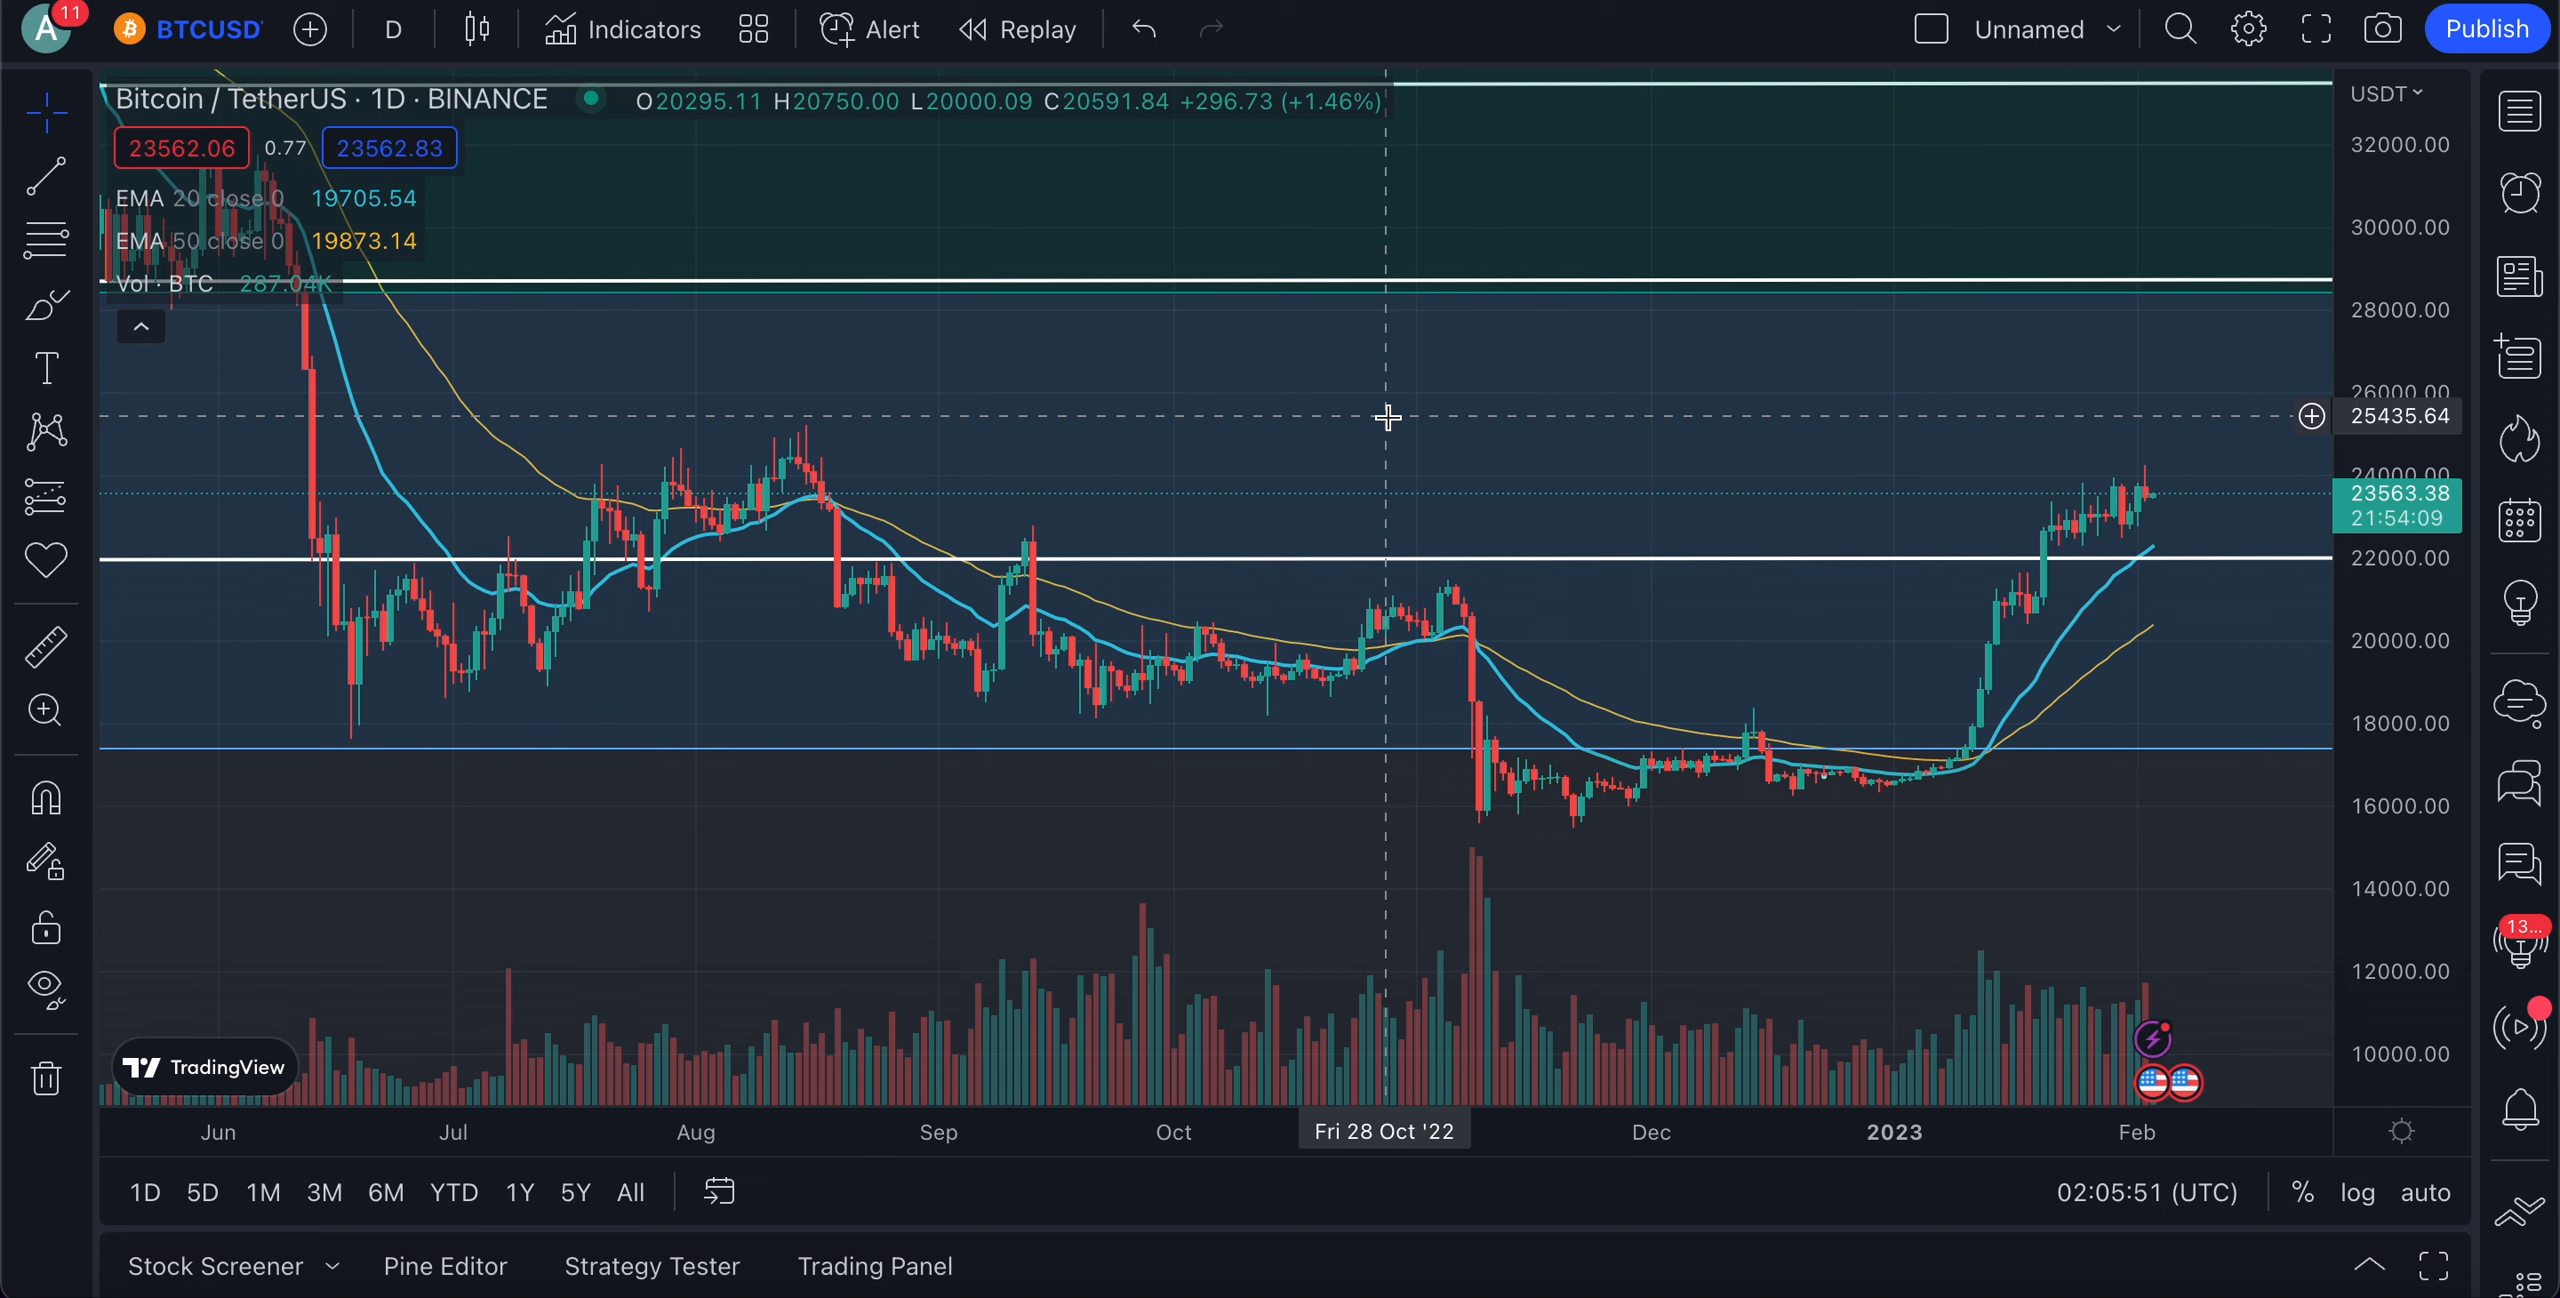 A 11 BTCUSD D Indicators Alert Replay Unnamed Publish
Bitcoin / TetherUS · 1D · BINANCE O20295.11 H20750.00 L20000.09 C20591.84 +296.73 (+1.46%)
USDT
23562.06 0.77 23562.83
EMA 20 close 0 19705.54
EMA 50 close 0 19873.14
Vol · BTC 287.04K
32000.00
30000.00
28000.00
26000.00
25435.64
24000.00
23563.38
21:54:09
22000.00
20000.00
18000.00
16000.00
14000.00
13...
12000.00
10000.00
TradingView
Jun Jul Aug Sep Oct Fri 28 Oct '22 Dec 2023 Feb
1D 5D 1M 3M 6M YTD 1Y 5Y All 02:05:51 (UTC) % log auto
Stock Screener Pine Editor Strategy Tester Trading Panel